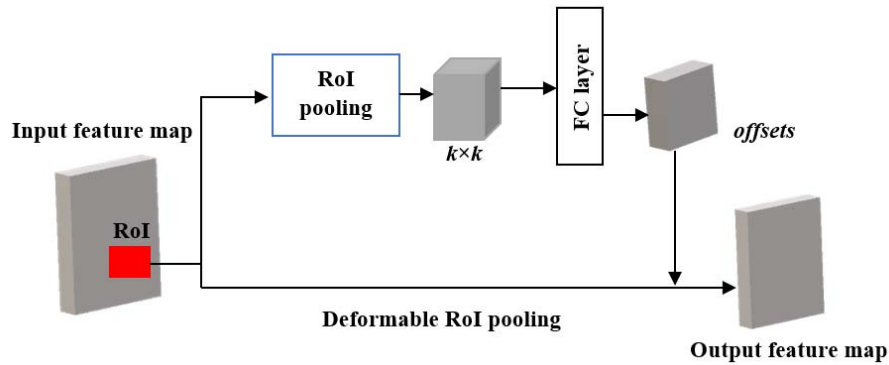 RoI
pooling
FC layer
Input feature map
k×k
offsets
RoI
Deformable RoI pooling
Output feature map